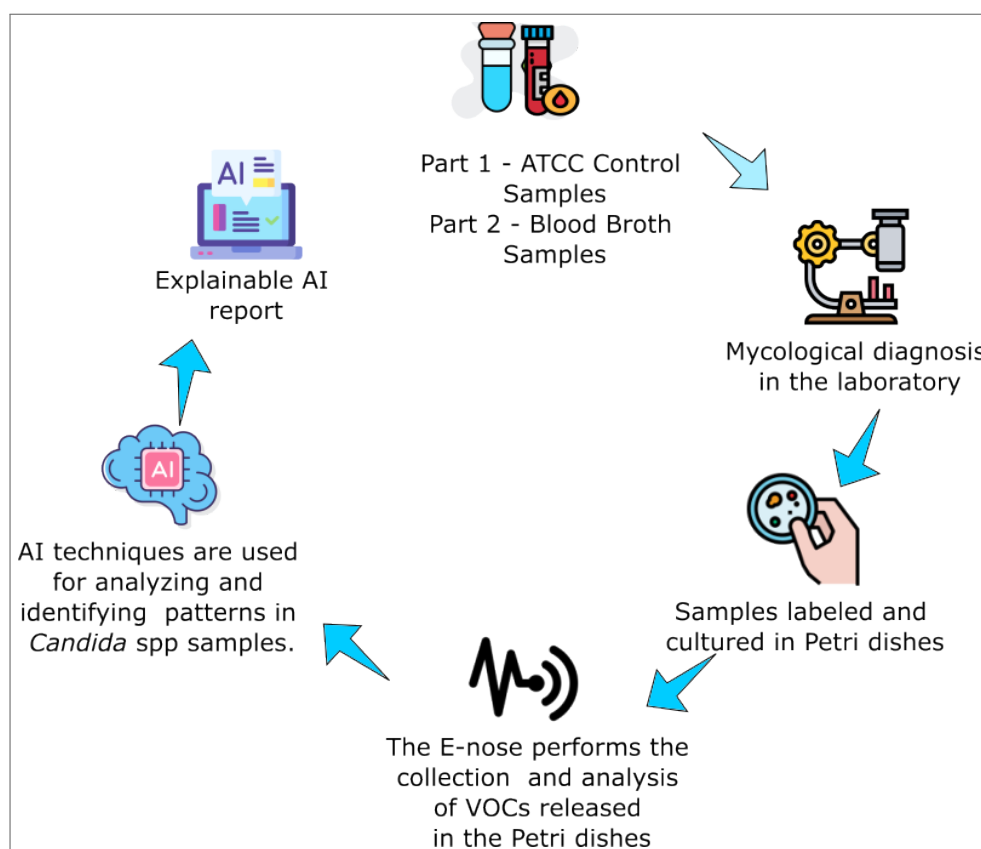 Part 1 - ATCC Control
Samples
Part 2 - Blood Broth
Samples
Mycological diagnosis
in the laboratory
Samples labeled and
cultured in Petri dishes
The E-nose performs the
collection and analysis
of VOCs released
in the Petri dishes
AI
AI techniques are used
for analyzing and
identifying patterns in
Candida spp samples.
AI
Explainable AI
report